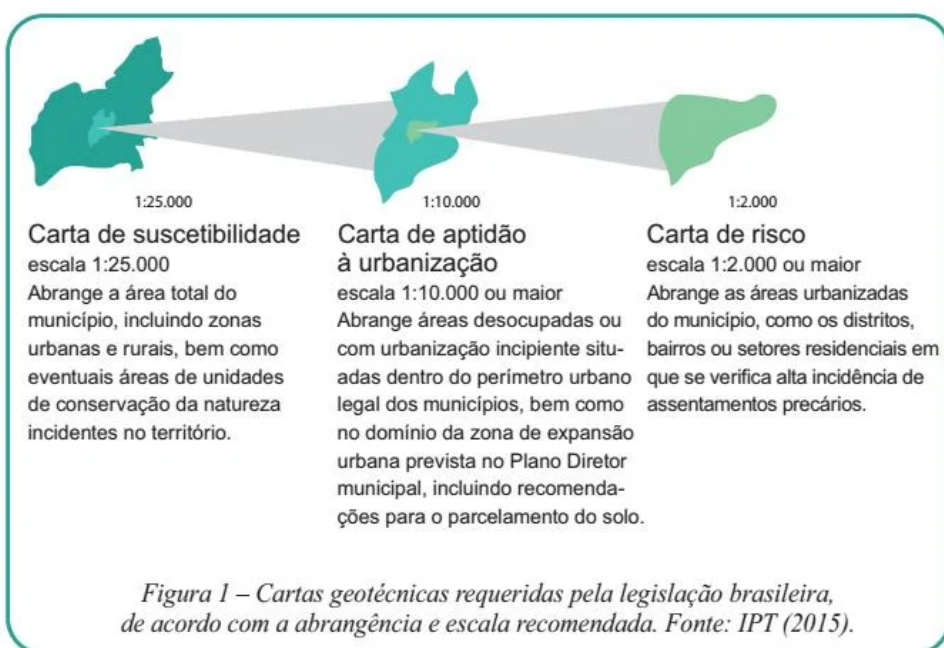 1:25.000
Carta de suscetibilidade
escala 1:25.000
Abrange a área total do
município, incluindo zonas
urbanas e rurais, bem como
eventuais áreas de unidades
de conservação da natureza
incidentes no território.
1:10.000
Carta de aptidão
à urbanização
escala 1:10.000 ou maior
Abrange áreas desocupadas ou
com urbanização incipiente situ-
adas dentro do perímetro urbano
legal dos municípios, bem como
no domínio da zona de expansão
urbana prevista no Plano Diretor
municipal, incluindo recomenda-
ções para o parcelamento do solo.
1:2.000
Carta de risco
escala 1:2.000 ou maior
Abrange as áreas urbanizadas
do município, como os distritos,
bairros ou setores residenciais em
que se verifica alta incidência de
assentamentos precários.
Figura 1 – Cartas geotécnicas requeridas pela legislação brasileira,
de acordo com a abrangência e escala recomendada. Fonte: IPT (2015).